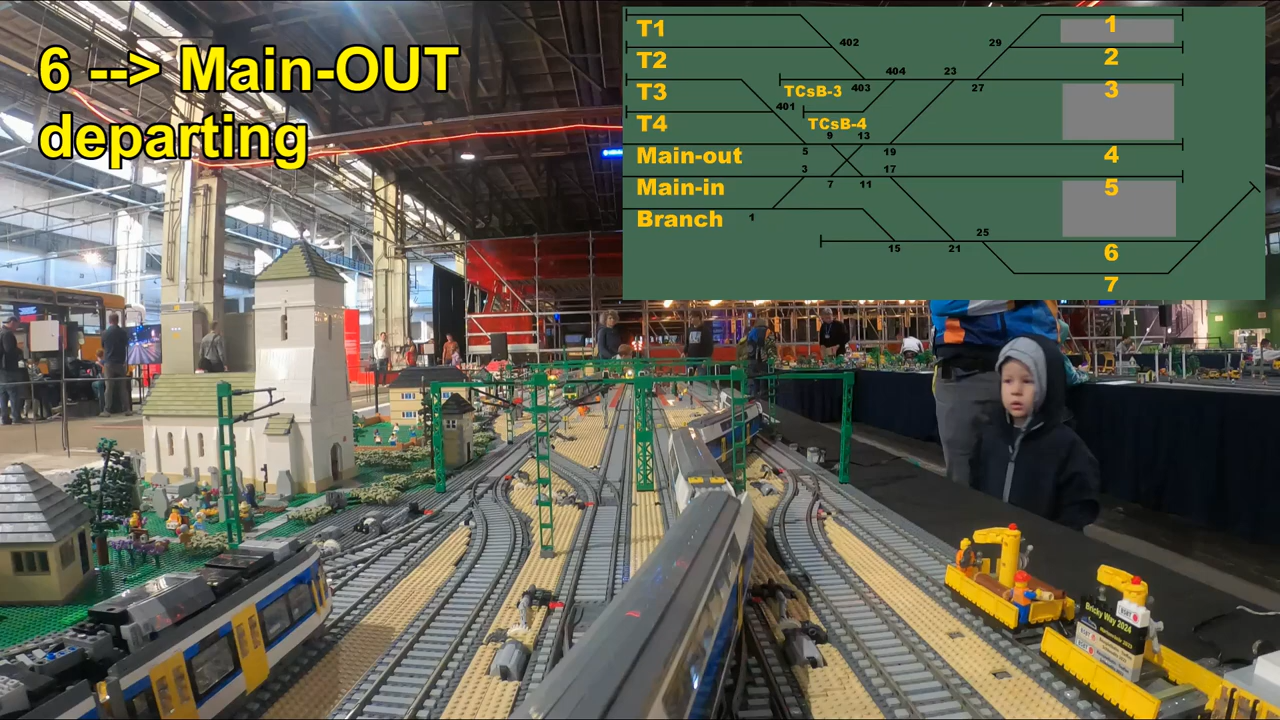 6 --> Main-OUT
departing
T1
T2
T3
T4
Main-out
Main-in
Branch
TCsB-3
TCsB-4
402
404
403
401
29
23
27
9
13
5
19
3
17
7
11
1
15
21
25
1
2
3
4
5
6
7
Bricky Way 2024